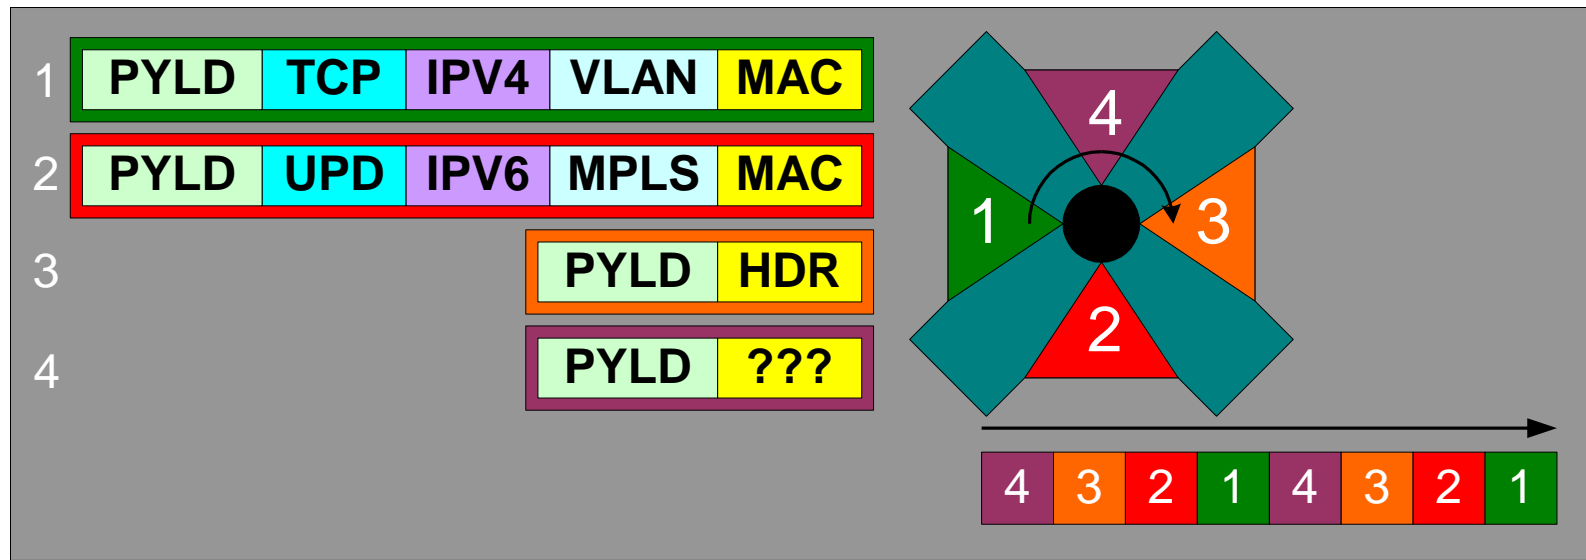 1 PYLD TCP IPV4 VLAN MAC
2 PYLD UPD IPV6 MPLS MAC
3 PYLD HDR
4 PYLD ???
4
1 3
2
4 3 2 1 4 3 2 1